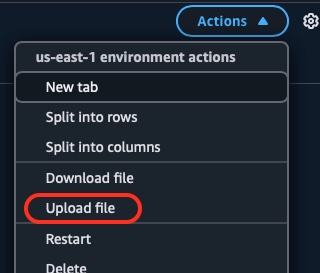 Actions
us-east-1 environment actions
New tab
Split into rows
Split into columns
Download file
Upload file
Restart
Delete